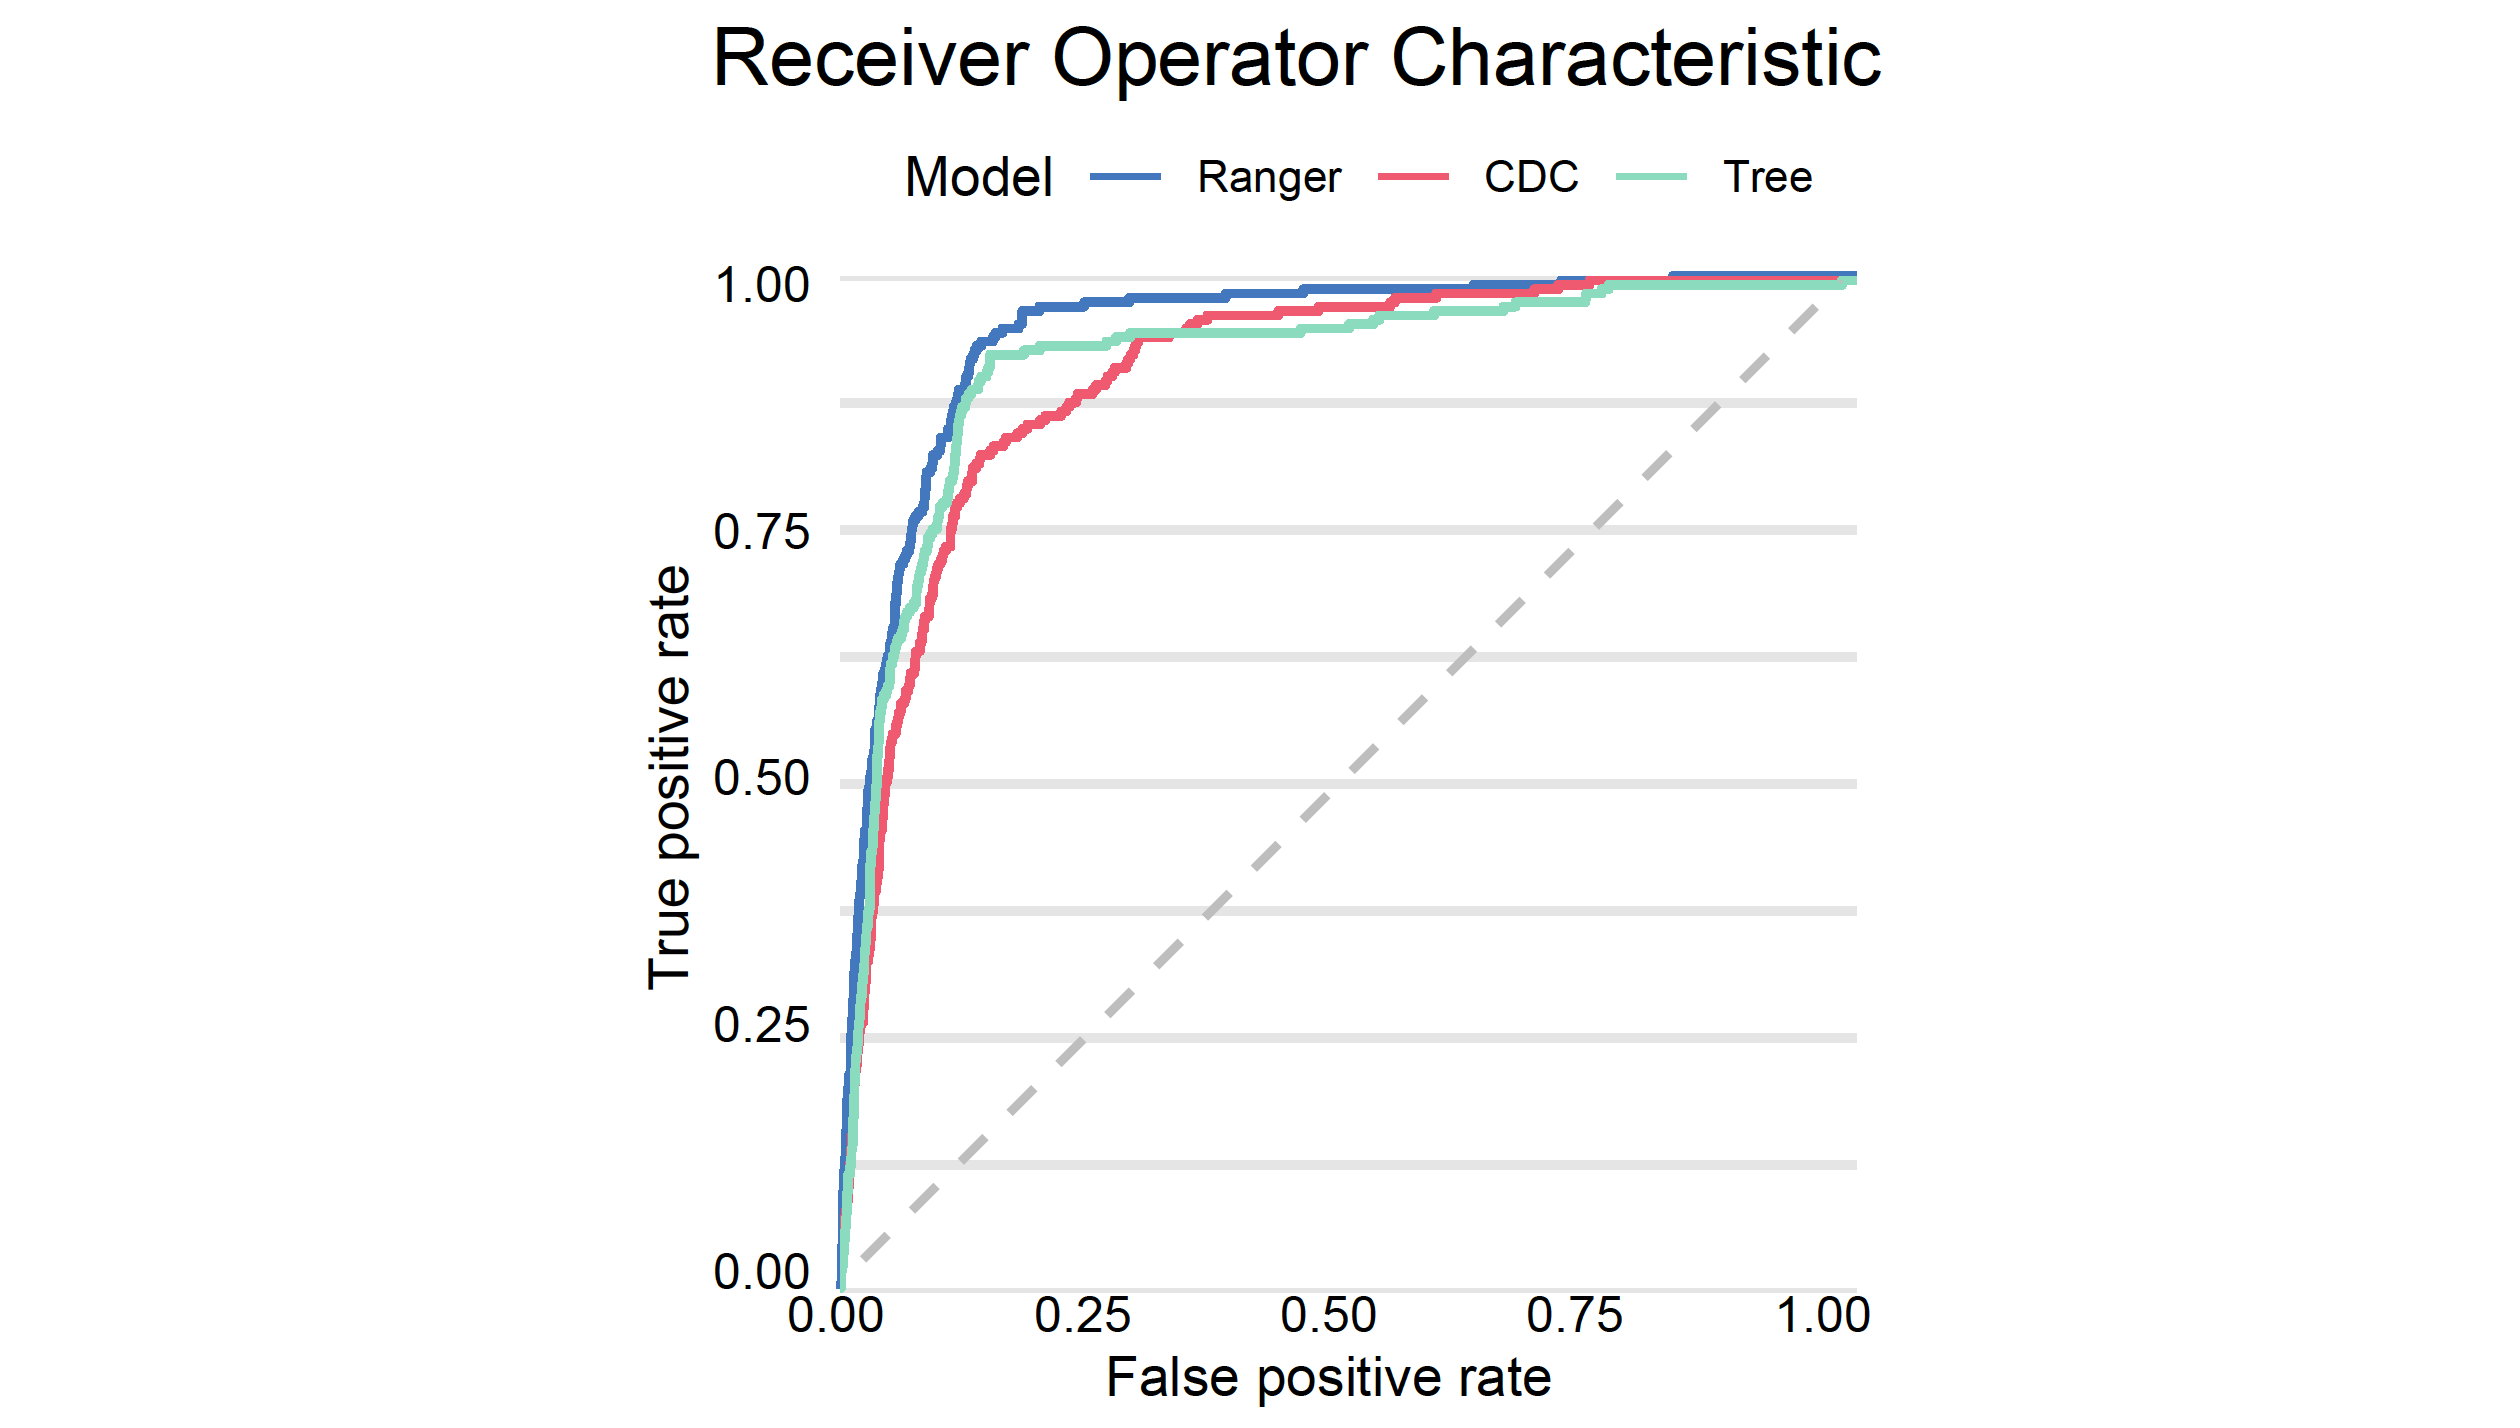 Receiver Operator Characteristic
Model Ranger CDC Tree
1.00
0.75
0.50
0.25
0.00
True positive rate
0.00 0.25 0.50 0.75 1.00
False positive rate